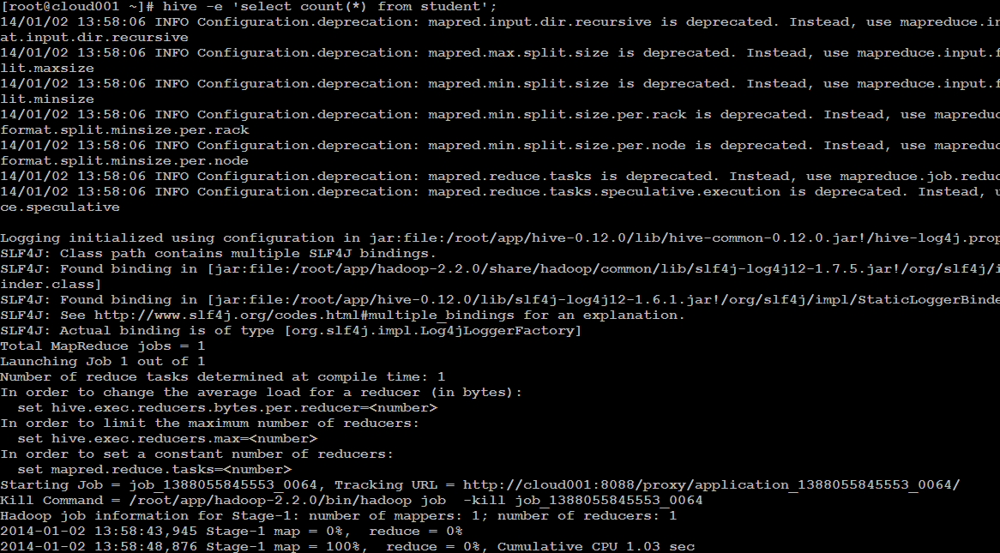 [root@cloud001 ~]# hive -e 'select count(*) from student';
14/01/02 13:58:06 INFO Configuration.deprecation: mapred.input.dir.recursive is deprecated. Instead, use mapreduce.in
at.input.dir.recursive
14/01/02 13:58:06 INFO Configuration.deprecation: mapred.max.split.size is deprecated. Instead, use mapreduce.input.f
lit.maxsize
14/01/02 13:58:06 INFO Configuration.deprecation: mapred.min.split.size is deprecated. Instead, use mapreduce.input.f
lit.minsize
14/01/02 13:58:06 INFO Configuration.deprecation: mapred.min.split.size.per.rack is deprecated. Instead, use mapreduc
format.split.minsize.per.rack
14/01/02 13:58:06 INFO Configuration.deprecation: mapred.min.split.size.per.node is deprecated. Instead, use mapreduc
format.split.minsize.per.node
14/01/02 13:58:06 INFO Configuration.deprecation: mapred.reduce.tasks is deprecated. Instead, use mapreduce.job.reduc
14/01/02 13:58:06 INFO Configuration.deprecation: mapred.reduce.tasks.speculative.execution is deprecated. Instead, u
ce.speculative
Logging initialized using configuration in jar:file:/root/app/hive-0.12.0/lib/hive-common-0.12.0.jar!/hive-log4j.prop
SLF4J: Class path contains multiple SLF4J bindings.
SLF4J: Found binding in [jar:file:/root/app/hadoop-2.2.0/share/hadoop/common/lib/slf4j-log4j12-1.7.5.jar!/org/slf4j/i
inder.class]
SLF4J: Found binding in [jar:file:/root/app/hive-0.12.0/lib/slf4j-log4j12-1.6.1.jar!/org/slf4j/impl/StaticLoggerBinde
SLF4J: See http://www.slf4j.org/codes.html#multiple_bindings for an explanation.
SLF4J: Actual binding is of type [org.slf4j.impl.Log4jLoggerFactory]
Total MapReduce jobs = 1
Launching Job 1 out of 1
Number of reduce tasks determined at compile time: 1
In order to change the average load for a reducer (in bytes):
  set hive.exec.reducers.bytes.per.reducer=<number>
In order to limit the maximum number of reducers:
  set hive.exec.reducers.max=<number>
In order to set a constant number of reducers:
  set mapred.reduce.tasks=<number>
Starting Job = job_1388055845553_0064, Tracking URL = http://cloud001:8088/proxy/application_1388055845553_0064/
Kill Command = /root/app/hadoop-2.2.0/bin/hadoop job  -kill job_1388055845553_0064
Hadoop job information for Stage-1: number of mappers: 1; number of reducers: 1
2014-01-02 13:58:43,945 Stage-1 map = 0%,  reduce = 0%
2014-01-02 13:58:48,876 Stage-1 map = 100%,  reduce = 0%, Cumulative CPU 1.03 sec